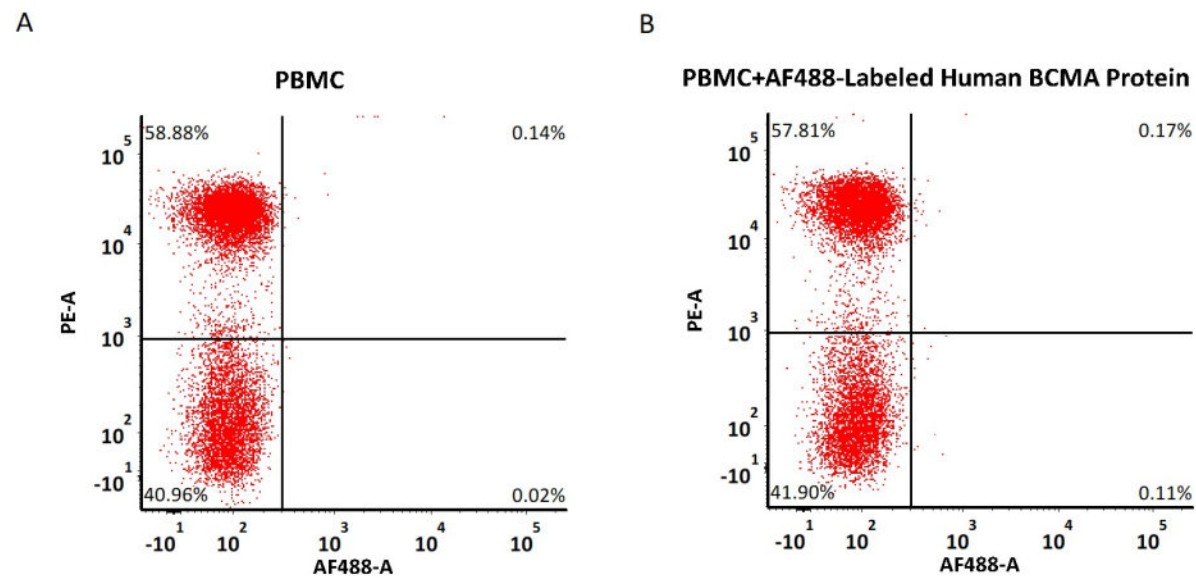 A
PBMC
58.88%
0.14%
10^5
10^4
10^3
10^2
-10^1
PE-A
40.96%
0.02%
-10^1 10^2 10^3 10^4 10^5
AF488-A
B
PBMC+AF488-Labeled Human BCMA Protein
57.81%
0.17%
10^5
10^4
10^3
10^2
-10^1
PE-A
41.90%
0.11%
-10^1 10^2 10^3 10^4 10^5
AF488-A